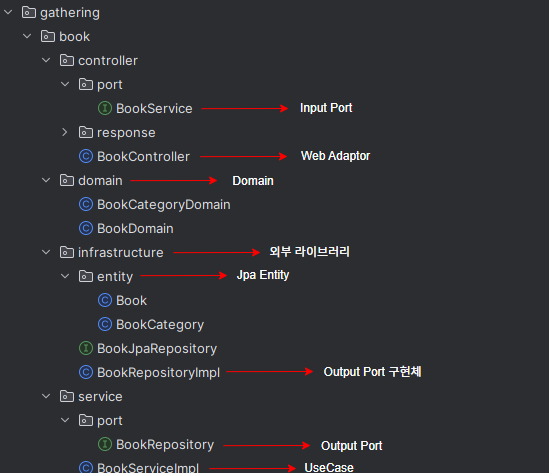 gathering
book
controller
port
BookService Input Port
response
BookController Web Adaptor
domain Domain
BookCategoryDomain
BookDomain
infrastructure 외부 라이브러리
entity Jpa Entity
Book
BookCategory
BookJpaRepository
BookRepositoryImpl Output Port 구현체
service
port
BookRepository Output Port
BookServiceImpl UseCase